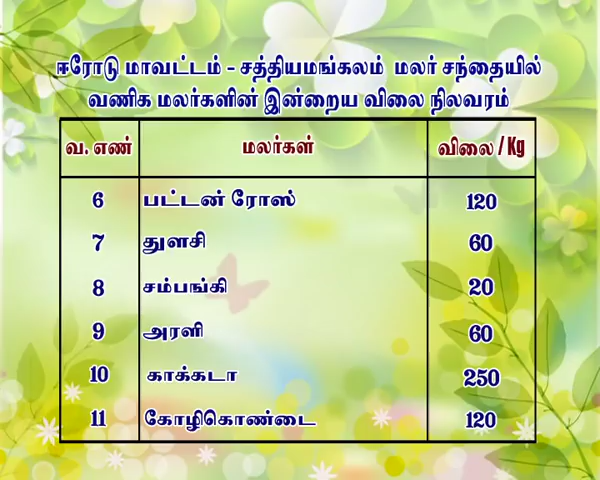 ஈரோடு மாவட்டம் - சத்தியமங்கலம் மலர் சந்தையில்
வணிக மலர்களின் இன்றைய விலை நிலவரம்
வ. எண் மலர்கள் விலை / Kg
6 பட்டன் ரோஸ் 120
7 துளசி 60
8 சம்பங்கி 20
9 அரளி 60
10 காக்கடா 250
11 கோழிகொண்டை 120